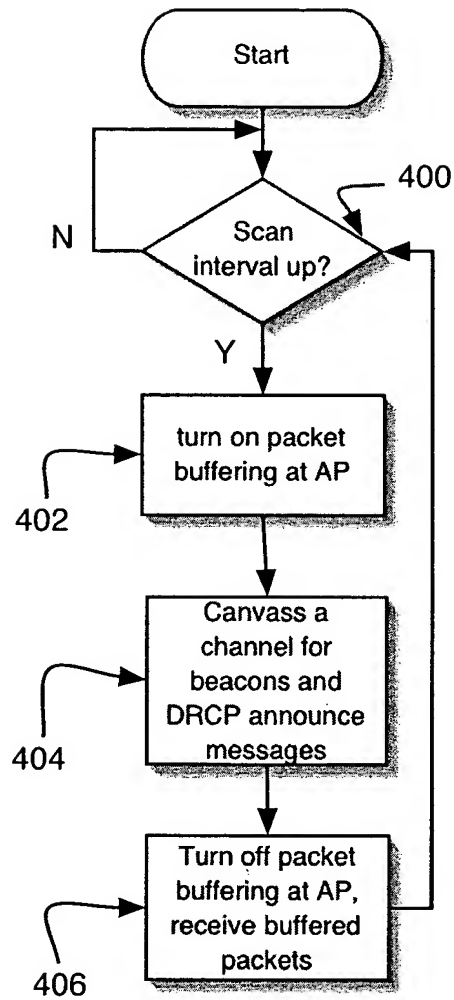 Start
400
Scan
interval up?
N
Y
turn on packet
buffering at AP
402
Canvass a
channel for
beacons and
DRCP announce
messages
404
Turn off packet
buffering at AP,
receive buffered
packets
406